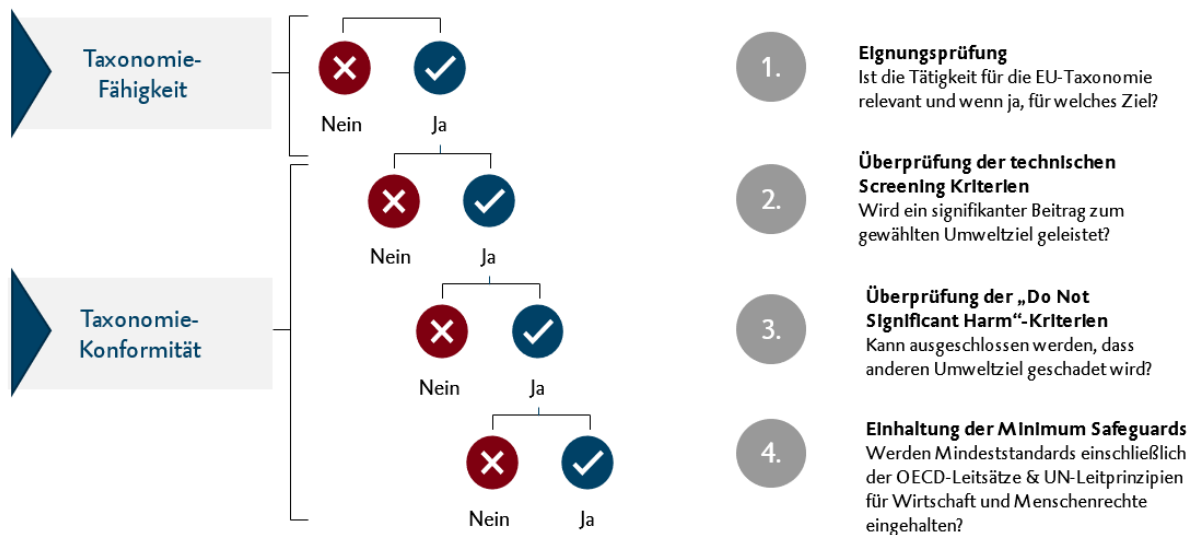 Taxonomie-
Fähigkeit
Nein
Ja
1.
Eignungsprüfung
Ist die Tätigkeit für die EU-Taxonomie
relevant und wenn ja, für welches Ziel?
Nein
Ja
2.
Überprüfung der technischen
Screening Kriterien
Wird ein signifikanter Beitrag zum
gewählten Umweltziel geleistet?
Taxonomie-
Konformität
Nein
Ja
3.
Überprüfung der „Do Not
Significant Harm“-Kriterien
Kann ausgeschlossen werden, dass
anderen Umweltziel geschadet wird?
Nein
Ja
4.
Einhaltung der Minimum Safeguards
Werden Mindeststandards einschließlich
der OECD-Leitsätze & UN-Leitprinzipien
für Wirtschaft und Menschenrechte
eingehalten?